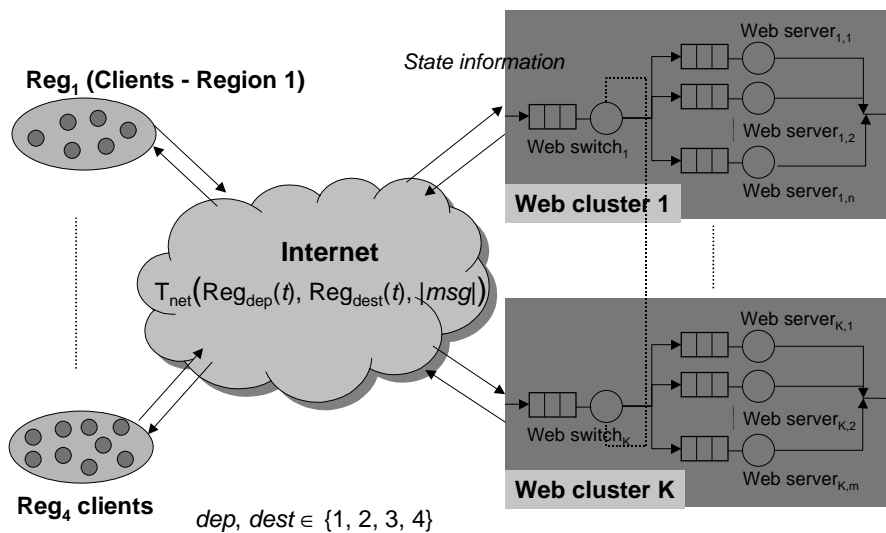 State information
Reg1 (Clients - Region 1)
Web server1,1
Web switch1
Web server1,2
Web server1,n
Web cluster 1
Internet
Tnet(Regdep(t), Regdest(t), |msg|)
Web serverK,1
Web switchK
Web serverK,2
Web serverK,m
Web cluster K
Reg4 clients
dep, dest ∈ {1, 2, 3, 4}